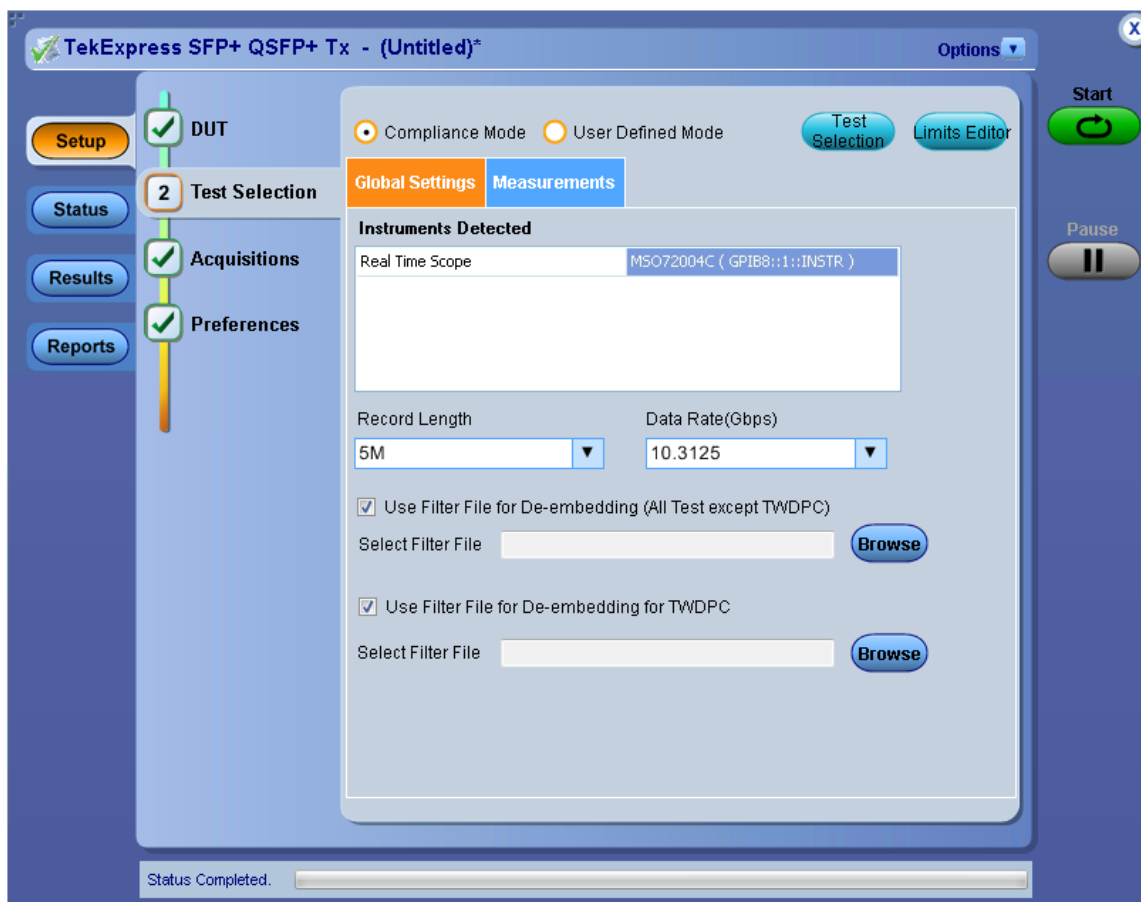 TekExpress SFP+ QSFP+ Tx - (Untitled)*
Options
x
Start
Pause
Setup
Status
Results
Reports
DUT
2 Test Selection
Acquisitions
Preferences
Compliance Mode
User Defined Mode
Test Selection
Limits Editor
Global Settings
Measurements
Instruments Detected
Real Time Scope
MSO72004C ( GPIB8::1::INSTR )
Record Length
Data Rate(Gbps)
5M
10.3125
Use Filter File for De-embedding (All Test except TWDPC)
Select Filter File
Browse
Use Filter File for De-embedding for TWDPC
Select Filter File
Browse
Status Completed.